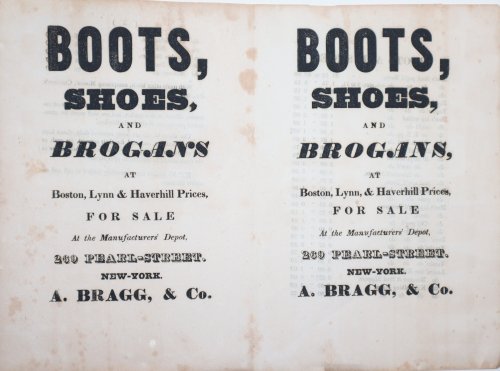 BOOTS,
SHOES,
AND
BROGANS
AT
Boston, Lynn & Haverhill Prices,
FOR SALE
At the Manufacturers' Depot,
269 PEARL-STREET.
NEW-YORK.
A. BRAGG, & Co.
BOOTS,
SHOES,
AND
BROGANS,
AT
Boston, Lynn, & Haverhill Prices,
FOR SALE
At the Manufacturers' Depot,
269 PEARL-STREET.
NEW-YORK.
A. BRAGG, & Co.